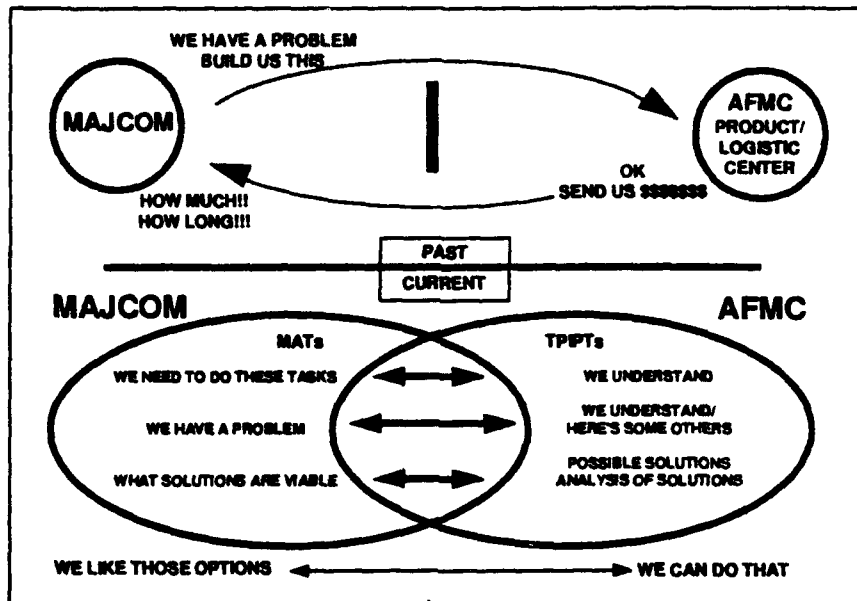 WE HAVE A PROBLEM
BUILD US THIS
MAJCOM
AFMC
PRODUCT/
LOGISTIC
CENTER
OK
SEND US $$$$$$$
HOW MUCH!!
HOW LONG!!!
PAST
CURRENT
MAJCOM
AFMC
MATs
TPIPTs
WE NEED TO DO THESE TASKS
WE UNDERSTAND
WE HAVE A PROBLEM
WE UNDERSTAND/
HERE'S SOME OTHERS
WHAT SOLUTIONS ARE VIABLE
POSSIBLE SOLUTIONS
ANALYSIS OF SOLUTIONS
WE LIKE THOSE OPTIONS
WE CAN DO THAT